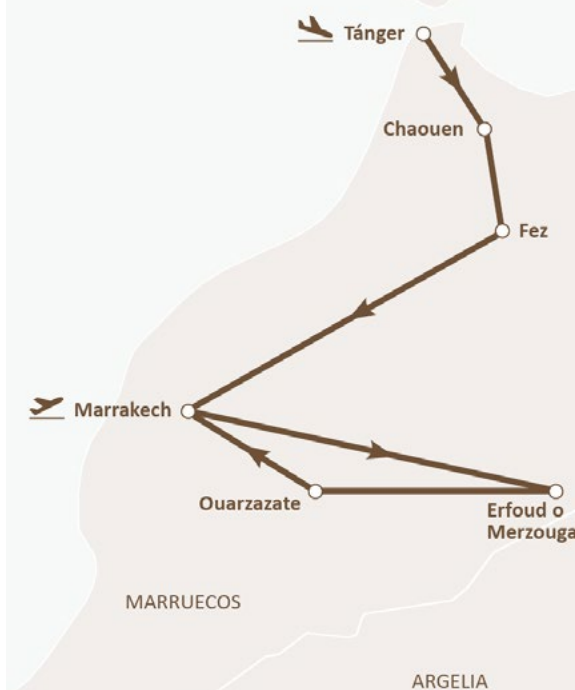 Tánger
Chaouen
Fez
Marrakech
Ouarzazate
Erfoud o
Merzouga
MARRUECOS
ARGELIA